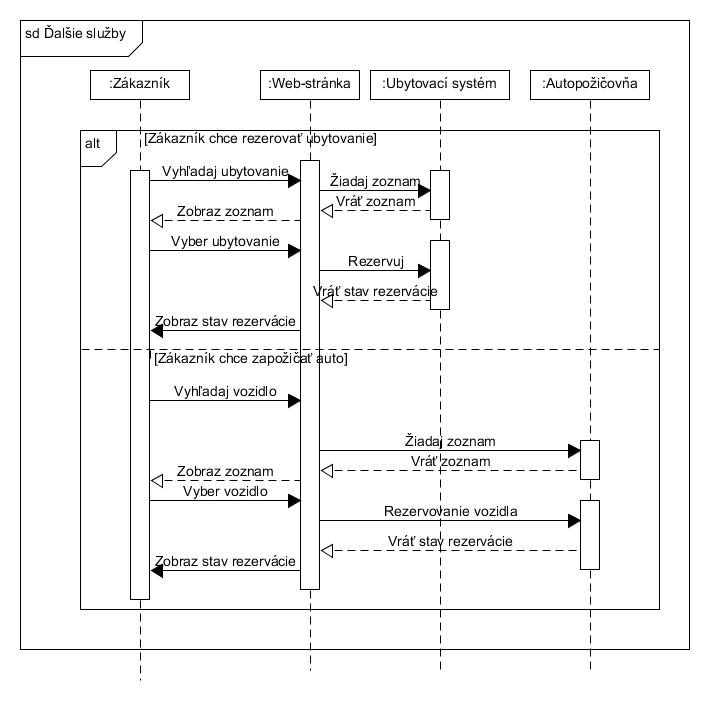 sd Ďalšie služby
:Zákazník
:Web-stránka
:Ubytovací systém
:Autopožičovňa
alt
[Zákazník chce rezerovať ubytovanie]
Vyhľadaj ubytovanie
Žiadaj zoznam
Vráť zoznam
Zobraz zoznam
Vyber ubytovanie
Rezervuj
Vráť stav rezervácie
Zobraz stav rezervácie
[Zákazník chce zapožičať auto]
Vyhľadaj vozidlo
Žiadaj zoznam
Vráť zoznam
Zobraz zoznam
Vyber vozidlo
Rezervovanie vozidla
Vráť stav rezervácie
Zobraz stav rezervácie